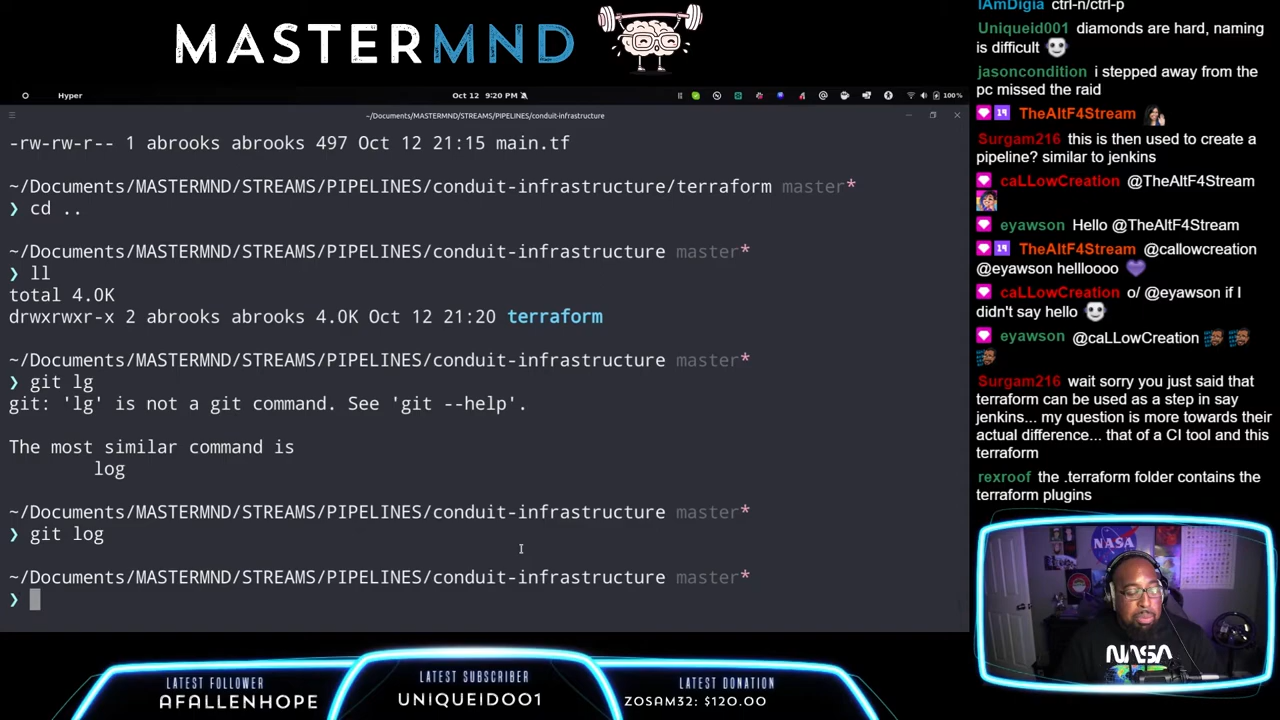 MASTERMND
Hyper
Oct 12 9:20 PM
100%
~/Documents/MASTERMND/STREAMS/PIPELINES/conduit-infrastructure
-rw-rw-r-- 1 abrooks abrooks 497 Oct 12 21:15 main.tf
~/Documents/MASTERMND/STREAMS/PIPELINES/conduit-infrastructure/terraform master*
❯ cd ..
~/Documents/MASTERMND/STREAMS/PIPELINES/conduit-infrastructure master*
❯ ll
total 4.0K
drwxrwxr-x 2 abrooks abrooks 4.0K Oct 12 21:20 terraform
~/Documents/MASTERMND/STREAMS/PIPELINES/conduit-infrastructure master*
❯ git lg
git: 'lg' is not a git command. See 'git --help'.
The most similar command is
log
~/Documents/MASTERMND/STREAMS/PIPELINES/conduit-infrastructure master*
❯ git log
~/Documents/MASTERMND/STREAMS/PIPELINES/conduit-infrastructure master*
❯
IAmDigia ctrl-n/ctrl-p
Uniqueid001 diamonds are hard, naming
is difficult
jasoncondition i stepped away from the
pc missed the raid
19 TheAltF4Stream
Surgam216 this is then used to create a
pipeline? similar to jenkins
caLLowCreation @TheAltF4Stream
eyawson Hello @TheAltF4Stream
19 TheAltF4Stream @callowcreation
@eyawson hellloooo
caLLowCreation o/ @eyawson if I
didn't say hello
eyawson @caLLowCreation
Surgam216 wait sorry you just said that
terraform can be used as a step in say
jenkins... my question is more towards their
actual difference... that of a CI tool and this
terraform
rexroof the .terraform folder contains the
terraform plugins
NASA
NASA
LATEST FOLLOWER
AFALLENHOPE
LATEST SUBSCRIBER
UNIQUEID001
LATEST DONATION
ZOSAM32: $120.00